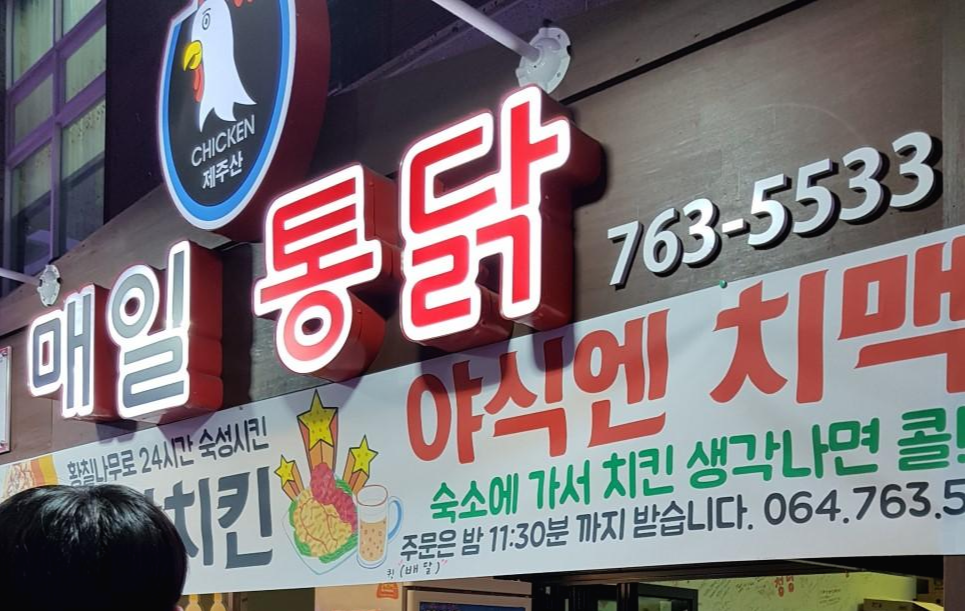 CHICKEN
제주산
매일 통닭
763-5533
황칠나무로 24시간 숙성시킨
치킨
야식엔 치맥
숙소에 가서 치킨 생각나면 콜!
주문은 밤 11:30분 까지 받습니다. 064.763.5
(배달)